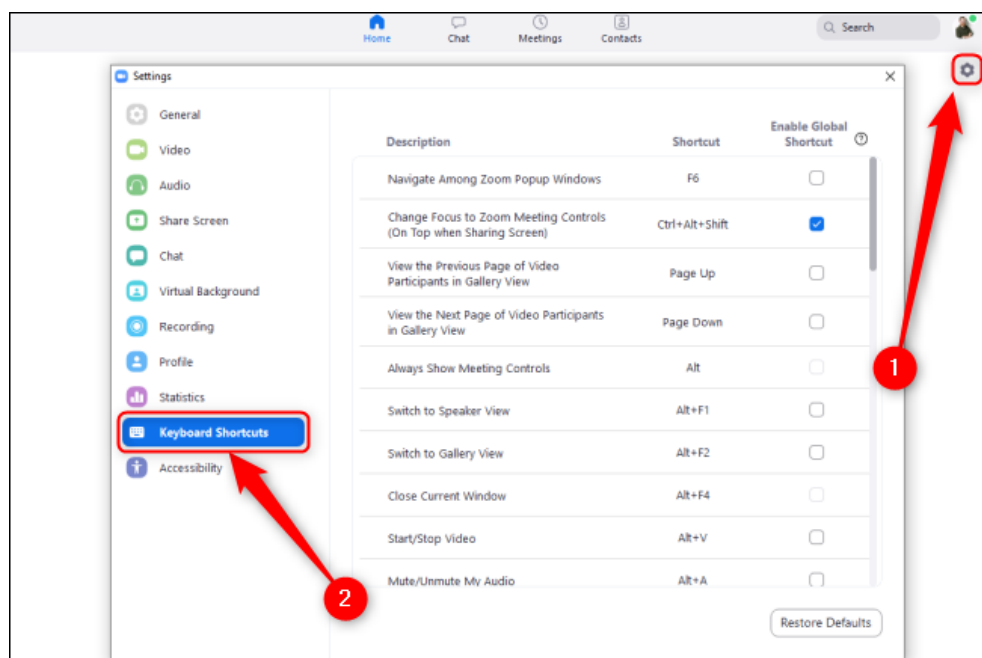 Home Chat Meetings Contacts
Search
Settings
General
Video
Audio
Share Screen
Chat
Virtual Background
Recording
Profile
Statistics
Keyboard Shortcuts
Accessibility
Description Shortcut Enable Global
Shortcut ?
Navigate Among Zoom Popup Windows F6
Change Focus to Zoom Meeting Controls
(On Top when Sharing Screen) Ctrl+Alt+Shift
View the Previous Page of Video
Participants in Gallery View Page Up
View the Next Page of Video Participants
in Gallery View Page Down
Always Show Meeting Controls Alt
Switch to Speaker View Alt+F1
Switch to Gallery View Alt+F2
Close Current Window Alt+F4
Start/Stop Video Alt+V
Mute/Unmute My Audio Alt+A
Restore Defaults
1
2